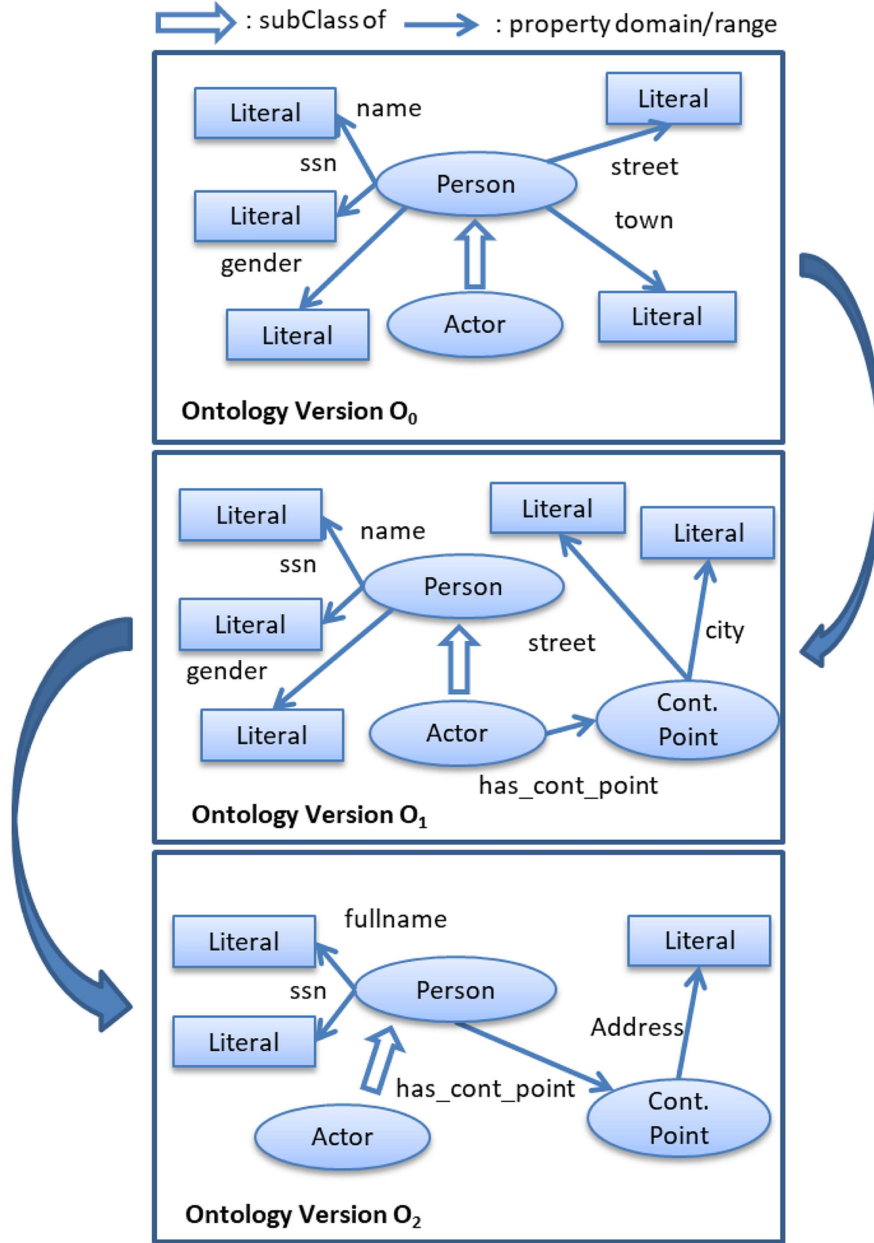 : subClass of
: property domain/range
Literal
name
Literal
ssn
Person
street
Literal
town
gender
Literal
Actor
Literal
Ontology Version O₀
Literal
Literal
name
Literal
ssn
Person
Literal
street
city
gender
Literal
Actor
Cont.
Point
has_cont_point
Ontology Version O₁
fullname
Literal
Literal
ssn
Person
Literal
Address
has_cont_point
Actor
Cont.
Point
Ontology Version O₂